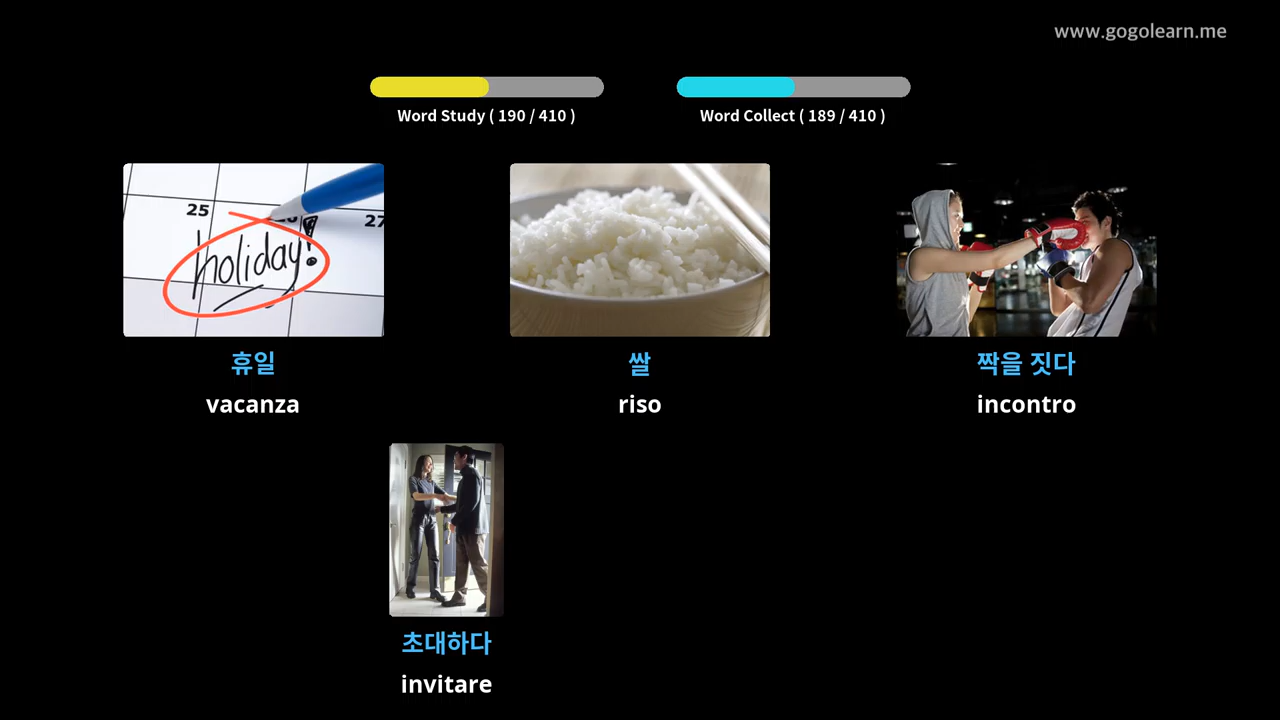 www.gogolearn.me
Word Study ( 190 / 410 )
Word Collect ( 189 / 410 )
25
27
holiday!
휴일
쌀
짝을 짓다
vacanza
riso
incontro
초대하다
invitare